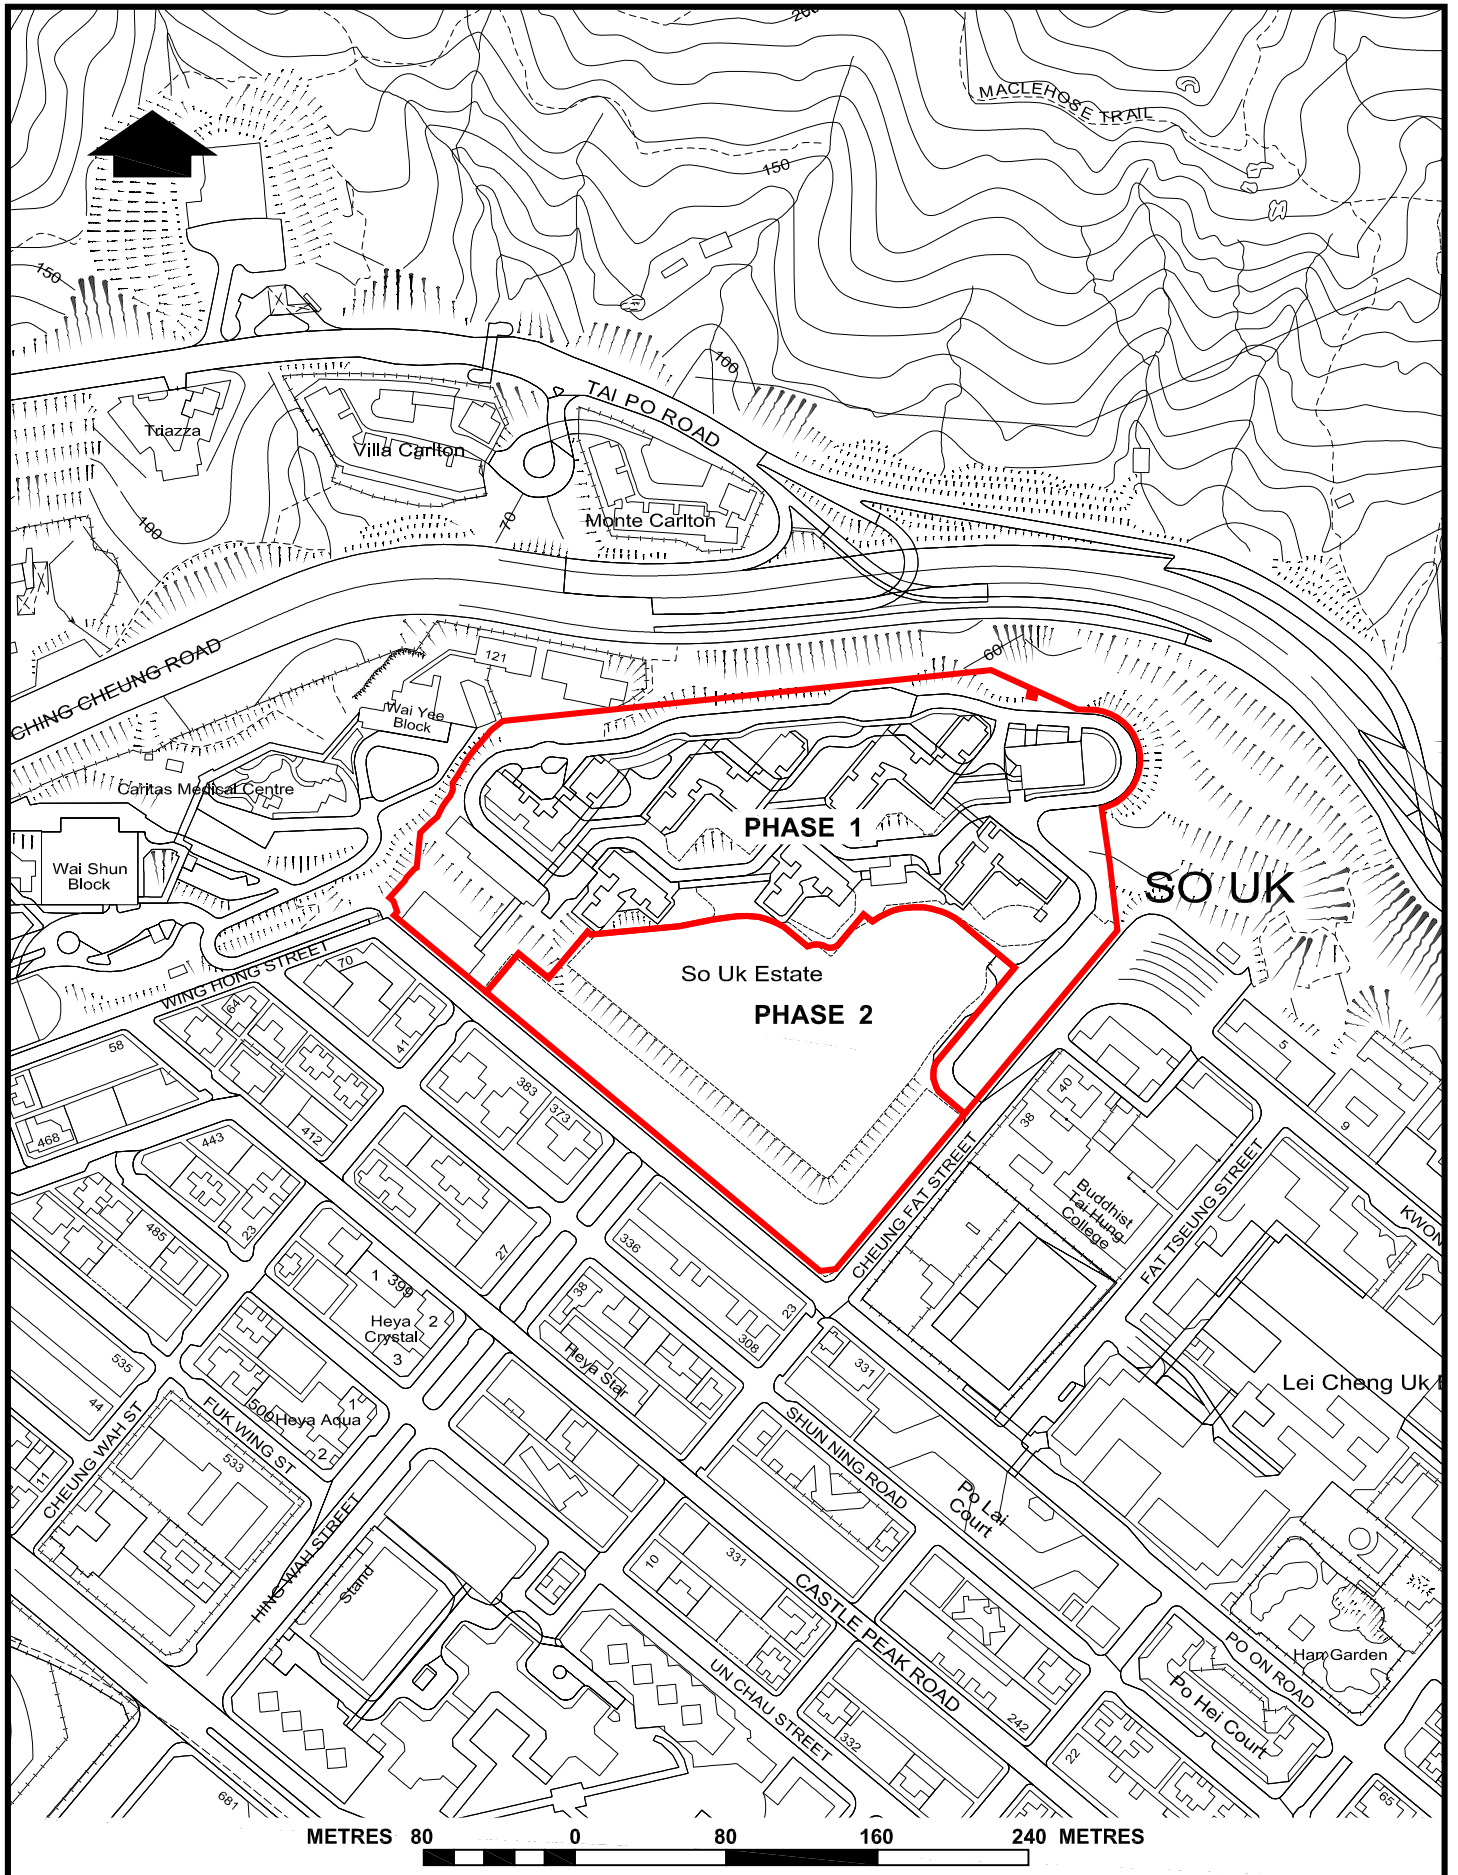 200
MACLEHOSE TRAIL
150
150
100
TAI PO ROAD
Triazza
Villa Carlton
Monte Carlton
70
100
CHING CHEUNG ROAD
121
60
Wai Yee
Block
Caritas Medical Centre
PHASE 1
Wai Shun
Block
SO UK
WING HONG STREET
70
So Uk Estate
PHASE 2
64
41
58
5
383
373
40
38
9
468
443
412
CHEUNG FAT STREET
Buddhist
Tai Hung
College
FAT TSEUNG STREET
KWON
23
485
27
336
1
399
Heya
Crystal
2
3
38
23
308
535
44
Heya Star
331
Lei Cheng Uk E
CHEUNG WAH ST
FUK WING ST
500
Heya Aqua
1
2
SHUN NING ROAD
533
11
Po Lai
Court
HING WAH STREET
Stand
10
331
CASTLE PEAK ROAD
PO ON ROAD
Han Garden
UN CHAU STREET
Po Hei Court
242
332
22
65
681
METRES 80 0 80 160 240 METRES